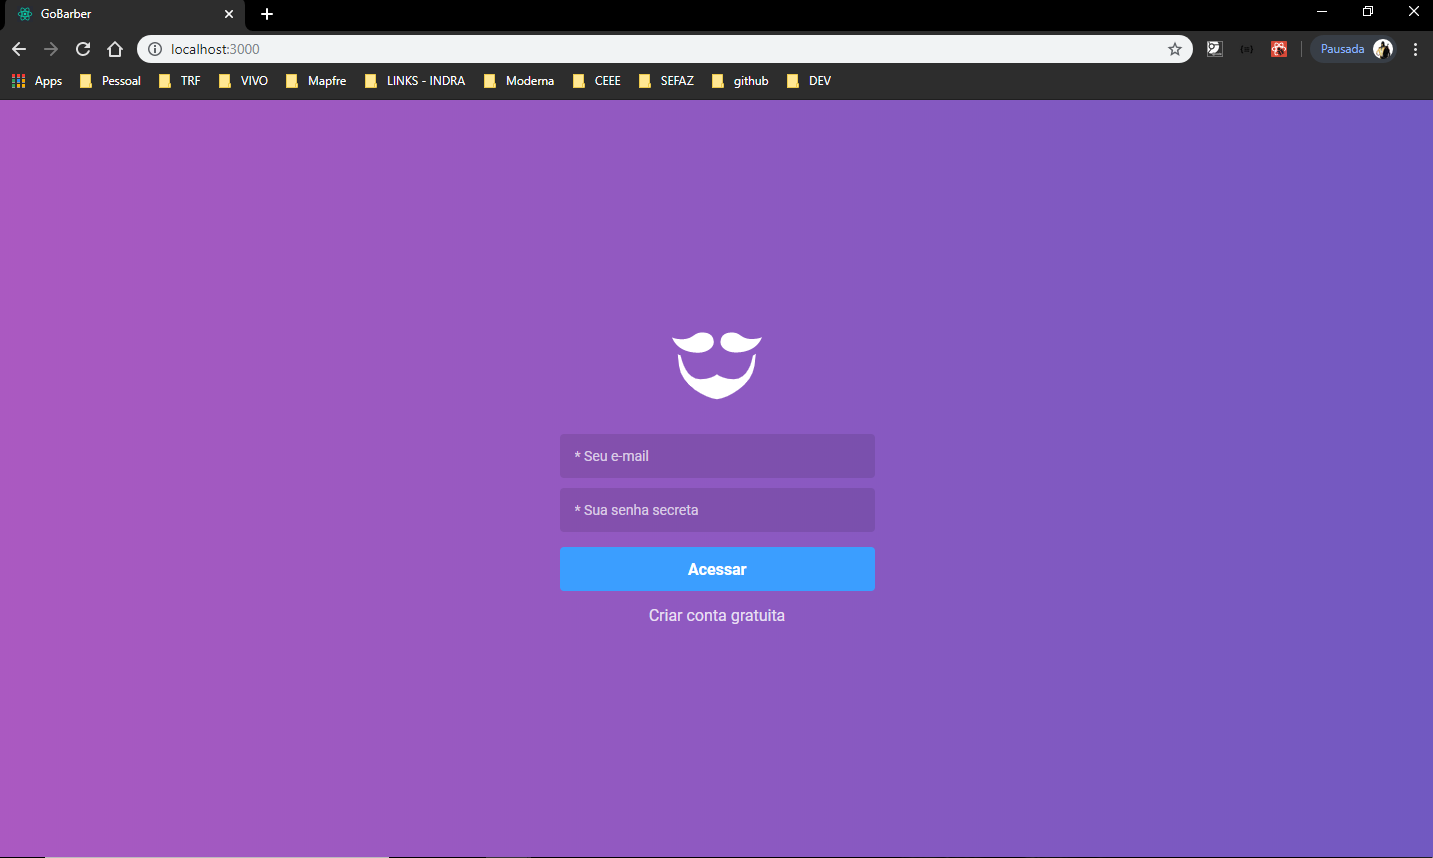 GoBarber
localhost:3000
Pausada
Apps Pessoal TRF VIVO Mapfre LINKS - INDRA Moderna CEEE SEFAZ github DEV
* Seu e-mail
* Sua senha secreta
Acessar
Criar conta gratuita